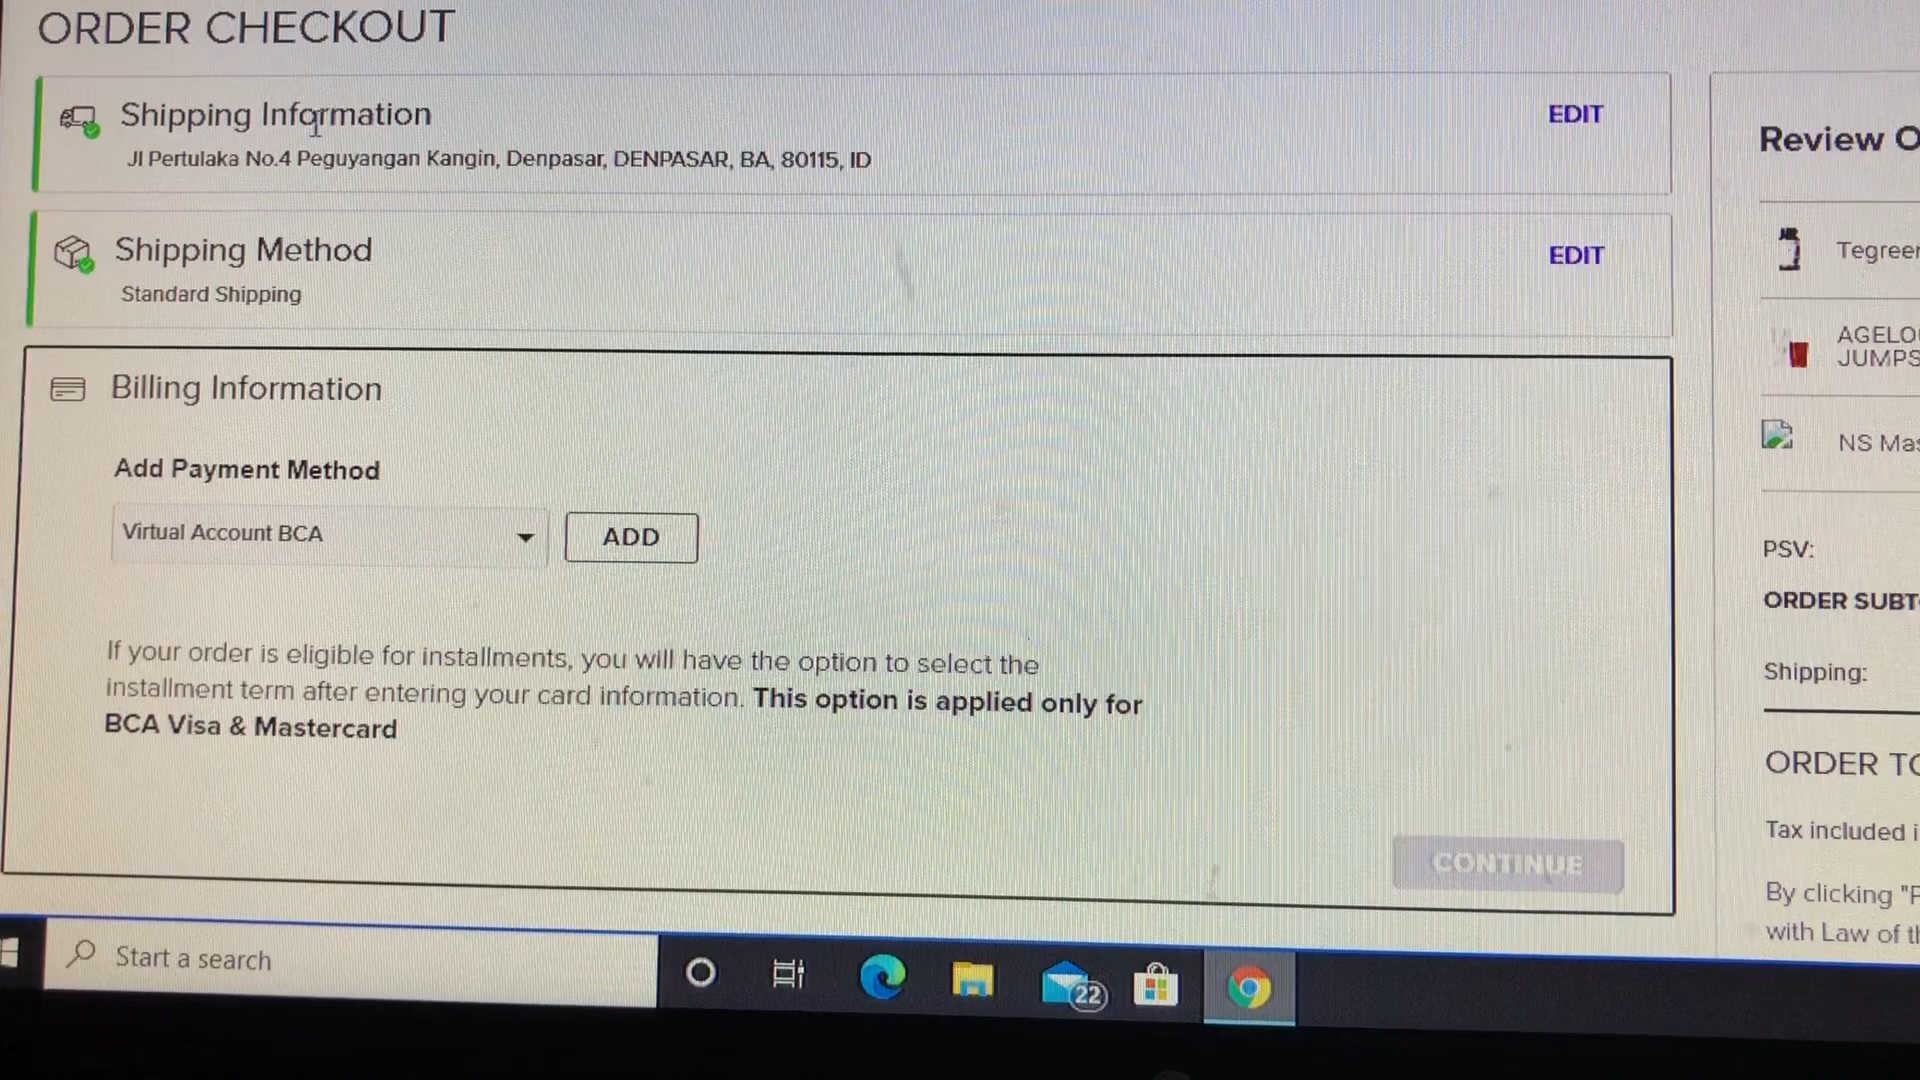 ORDER CHECKOUT
Shipping Information
EDIT
Jl Pertulaka No.4 Peguyangan Kangin, Denpasar, DENPASAR, BA, 80115, ID
Shipping Method
EDIT
Standard Shipping
Billing Information
Add Payment Method
Virtual Account BCA
ADD
If your order is eligible for installments, you will have the option to select the
installment term after entering your card information. This option is applied only for
BCA Visa & Mastercard
CONTINUE
Review O
Tegreen
AGELO
JUMPS
NS Mas
PSV:
ORDER SUBT
Shipping:
ORDER TO
Tax included i
By clicking "P
with Law of th
Start a search
22